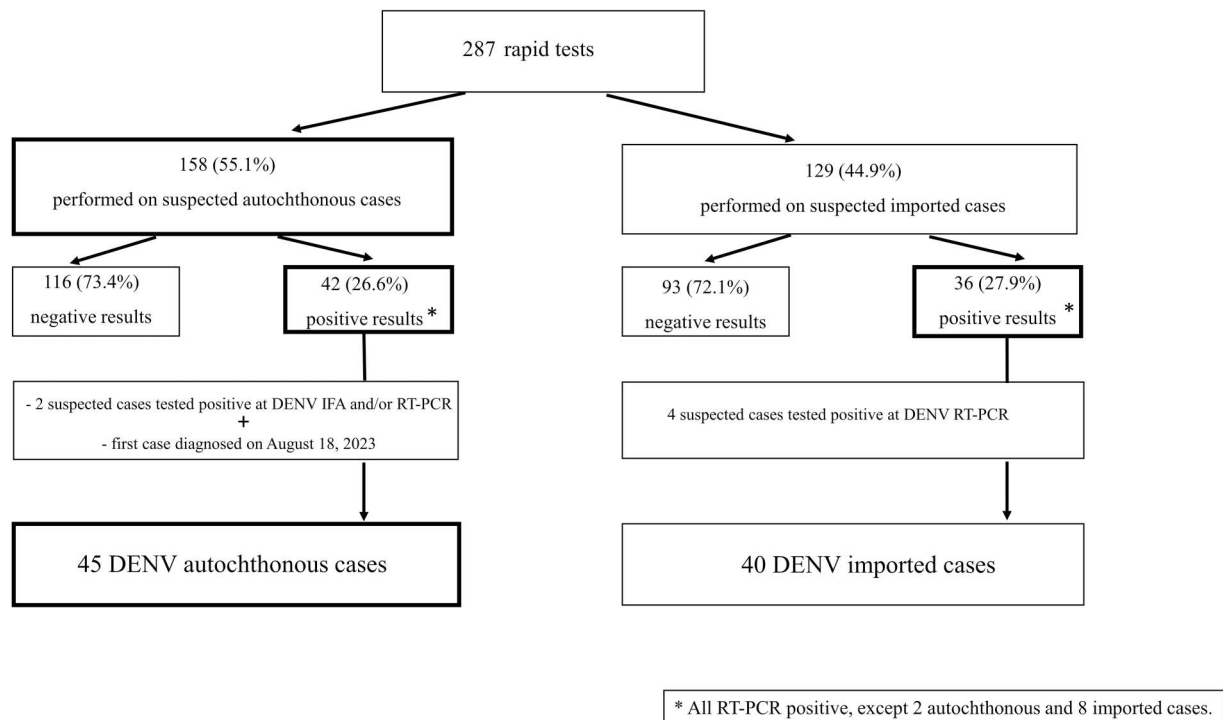 287 rapid tests
158 (55.1%)
performed on suspected autochthonous cases
129 (44.9%)
performed on suspected imported cases
116 (73.4%)
negative results
42 (26.6%)
positive results *
93 (72.1%)
negative results
36 (27.9%)
positive results *
- 2 suspected cases tested positive at DENV IFA and/or RT-PCR
+
- first case diagnosed on August 18, 2023
4 suspected cases tested positive at DENV RT-PCR
45 DENV autochthonous cases
40 DENV imported cases
* All RT-PCR positive, except 2 autochthonous and 8 imported cases.